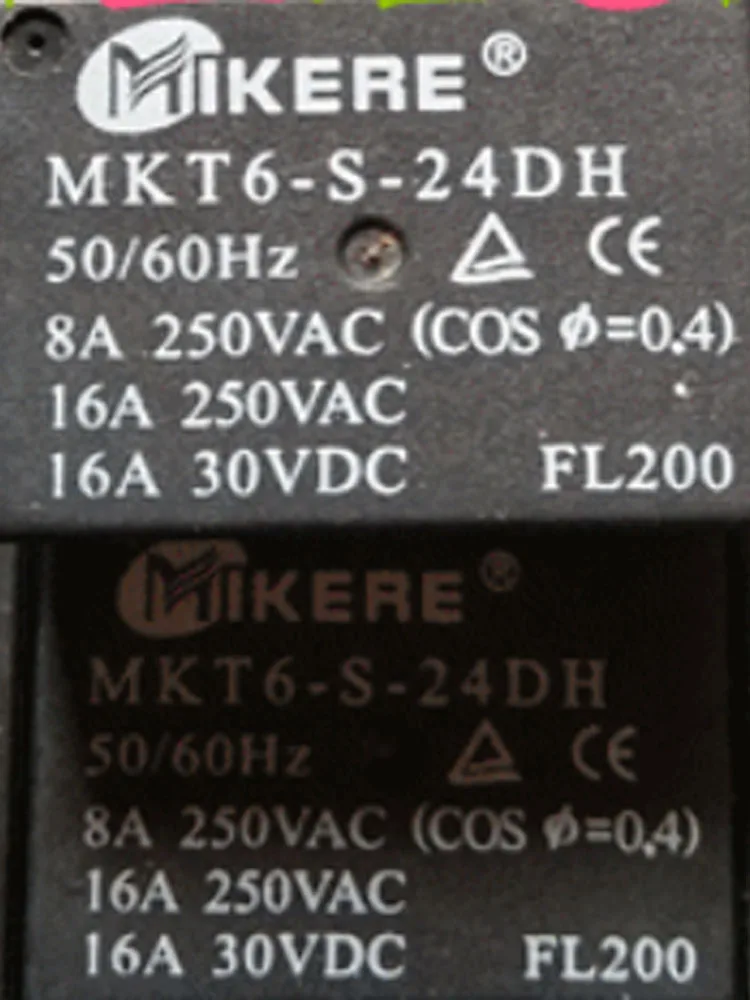 MIKERE ®
MKT6-S-24DH
50/60Hz CE
8A 250VAC (COS φ=0.4)
16A 250VAC
16A 30VDC FL200
MIKERE ®
MKT6-S-24DH
50/60Hz CE
8A 250VAC (COS φ=0.4)
16A 250VAC
16A 30VDC FL200